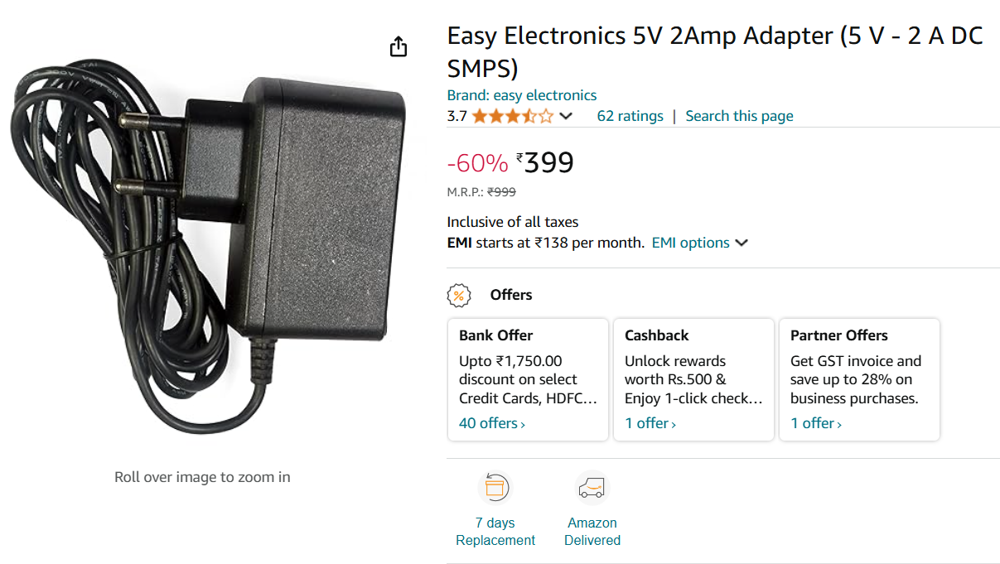 Easy Electronics 5V 2Amp Adapter (5 V - 2 A DC
SMPS)
Brand: easy electronics
3.7 62 ratings | Search this page
-60% ₹399
M.R.P.: ₹999
Inclusive of all taxes
EMI starts at ₹138 per month. EMI options
% Offers
Bank Offer
Upto ₹1,750.00
discount on select
Credit Cards, HDFC…
40 offers ›
Cashback
Unlock rewards
worth Rs.500 &
Enjoy 1-click check…
1 offer ›
Partner Offers
Get GST invoice and
save up to 28% on
business purchases.
1 offer ›
Roll over image to zoom in
7 days
Replacement
Amazon
Delivered